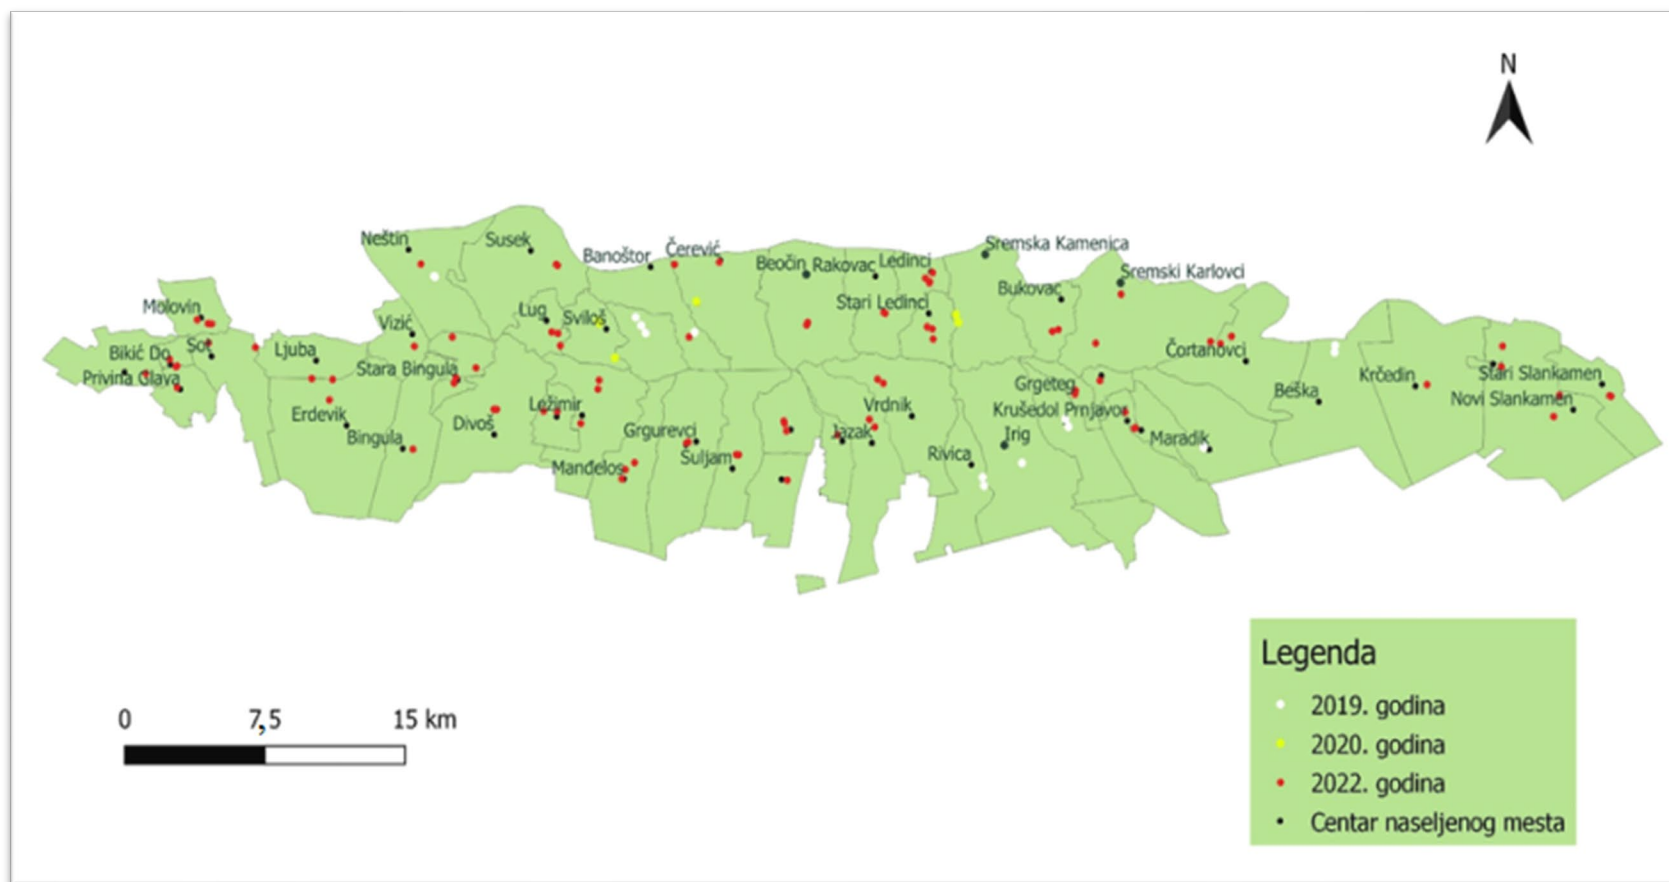 N
Sremska Kamenica
Neštin
Susek
Banoštor
Čerević
Beočin
Rakovac
Ledinci
Sremski Karlovci
Bukovac
Molovin
Lug
Sviloš
Stari Ledinci
Vizić
Bikić Do
Sot
Ljuba
Stara Bingula
Čortanovci
Privina Glava
Grgeteg
Krčedin
Stari Slankamen
Beška
Novi Slankamen
Erdevik
Ležimir
Vrdnik
Krušedol Prnjavor
Divoš
Bingula
Grgurevci
Jazak
Irig
Maradik
Šuljam
Rivica
Manđelos
Legenda
2019. godina
2020. godina
2022. godina
Centar naseljenog mesta
0 7,5 15 km